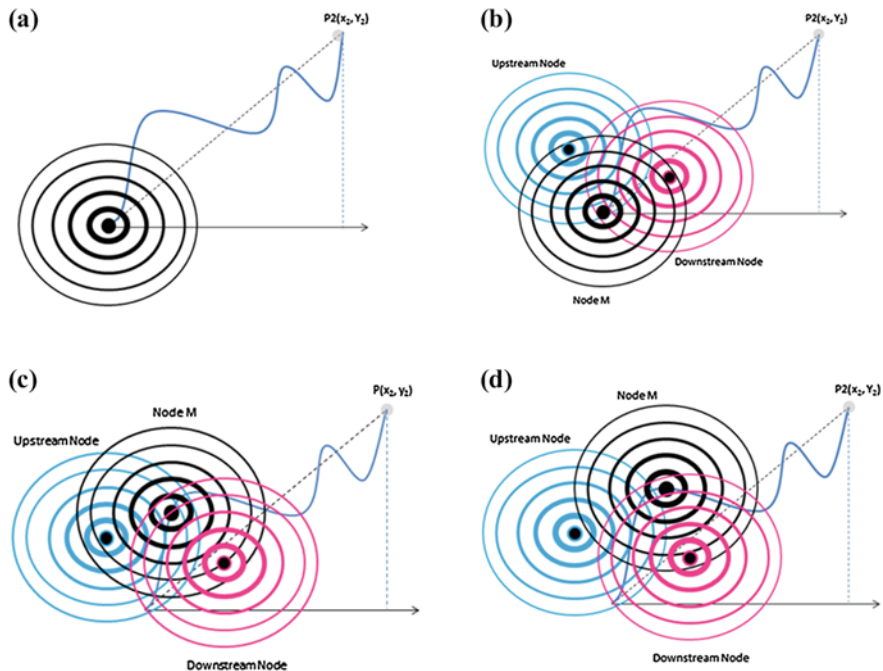 (a)
P2(x₂, Y₂)
(b)
P2(x₂, Y₂)
Upstream Node
Downstream Node
Node M
(c)
P(x₂, y₂)
Node M
Upstream Node
Downstream Node
(d)
P2(x₂, Y₂)
Node M
Upstream Node
Downstream Node